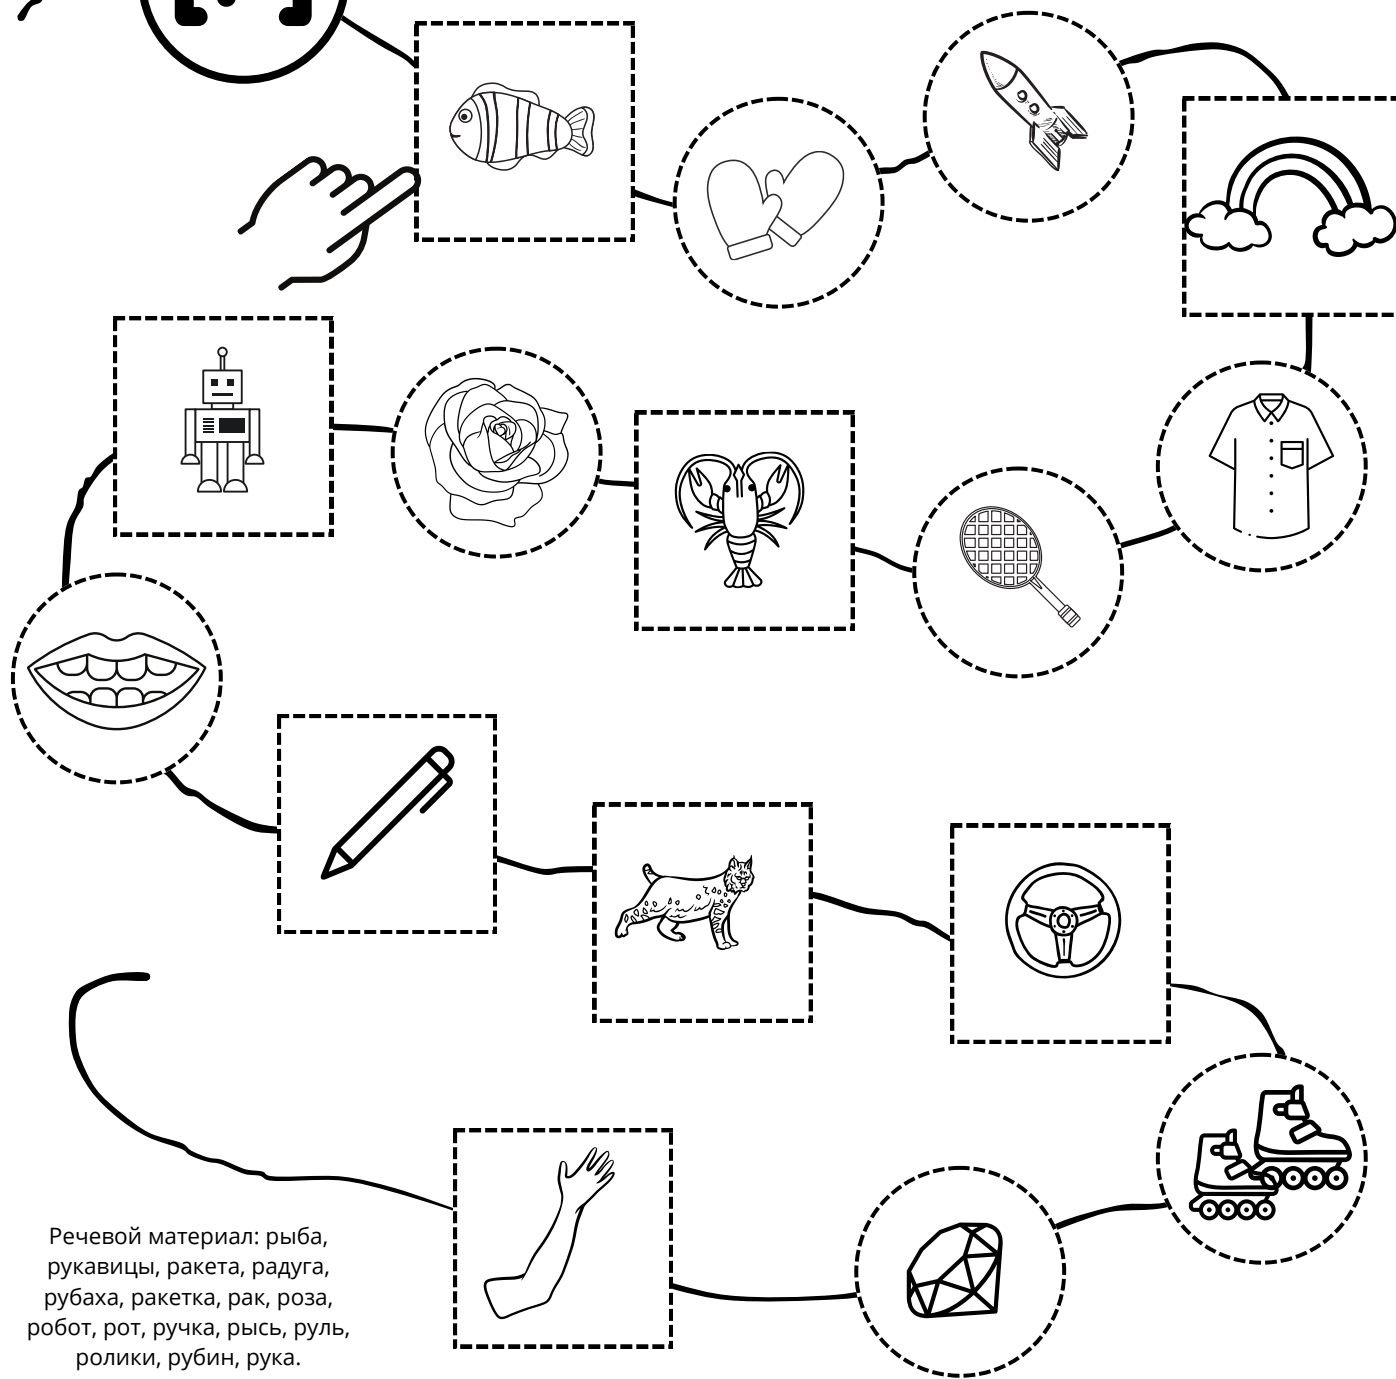 Речевой материал: рыба,
рукавицы, ракета, радуга,
рубаха, ракетка, рак, роза,
робот, рот, ручка, рысь, руль,
ролики, рубин, рука.